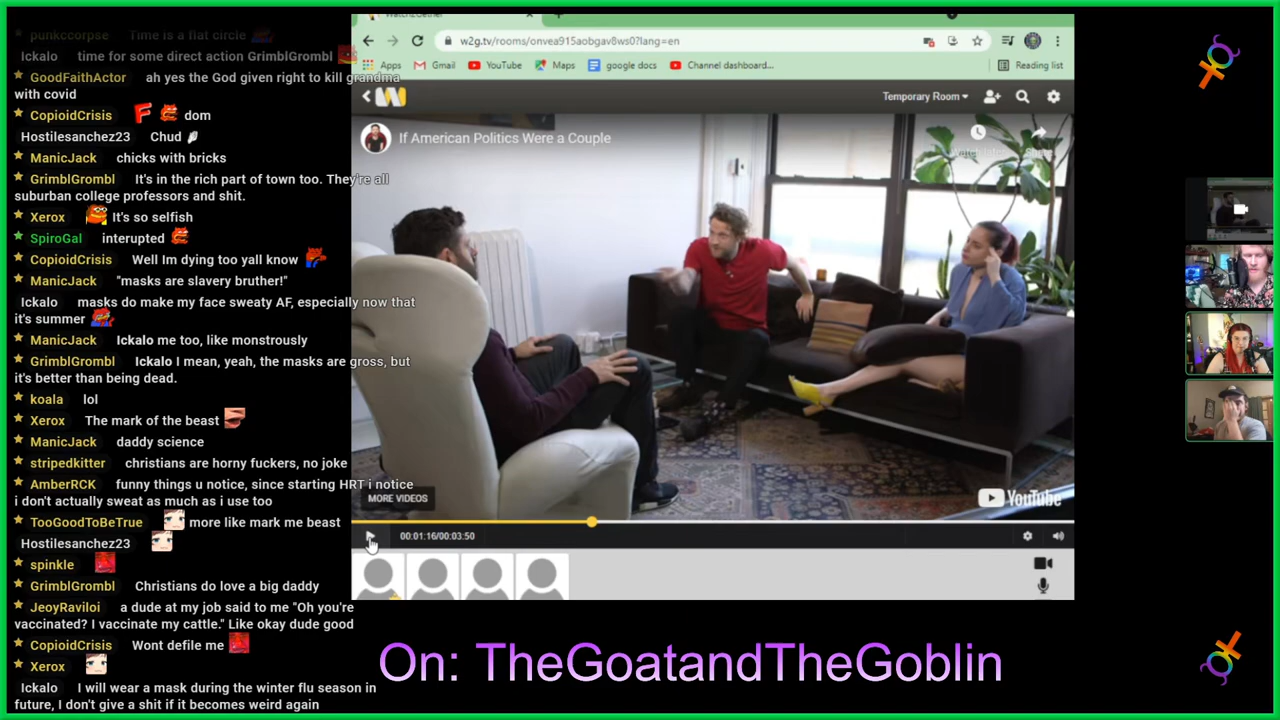 punkccorpse Time is a flat circle
Ickalo time for some direct action GrimblGrombl
GoodFaithActor ah yes the God given right to kill grandma
with covid
CopioidCrisis F dom
Hostilesanchez23 Chud
ManicJack chicks with bricks
GrimblGrombl It's in the rich part of town too. They're all
suburban college professors and shit.
Xerox It's so selfish
SpiroGal interupted
CopioidCrisis Well Im dying too yall know
ManicJack "masks are slavery bruther!"
Ickalo masks do make my face sweaty AF, especially now that
it's summer
ManicJack Ickalo me too, like monstrously
GrimblGrombl Ickalo I mean, yeah, the masks are gross, but
it's better than being dead.
koala lol
Xerox The mark of the beast
ManicJack daddy science
stripedkitter christians are horny fuckers, no joke
AmberRCK funny things u notice, since starting HRT i notice
i don't actually sweat as much as i use too
TooGoodToBeTrue more like mark me beast
Hostilesanchez23
spinkle
GrimblGrombl Christians do love a big daddy
JeoyRaviloi a dude at my job said to me "Oh you're
vaccinated? I vaccinate my cattle." Like okay dude good
CopioidCrisis Wont defile me
Xerox
Ickalo I will wear a mask during the winter flu season in
future, I don't give a shit if it becomes weird again
w2g.tv/rooms/onvea915aobgav8ws0?lang=en
Apps Gmail YouTube Maps google docs Channel dashboard... Reading list
Temporary Room
If American Politics Were a Couple
MORE VIDEOS
YouTube
00:01:16/00:03:50
On: TheGoatandTheGoblin